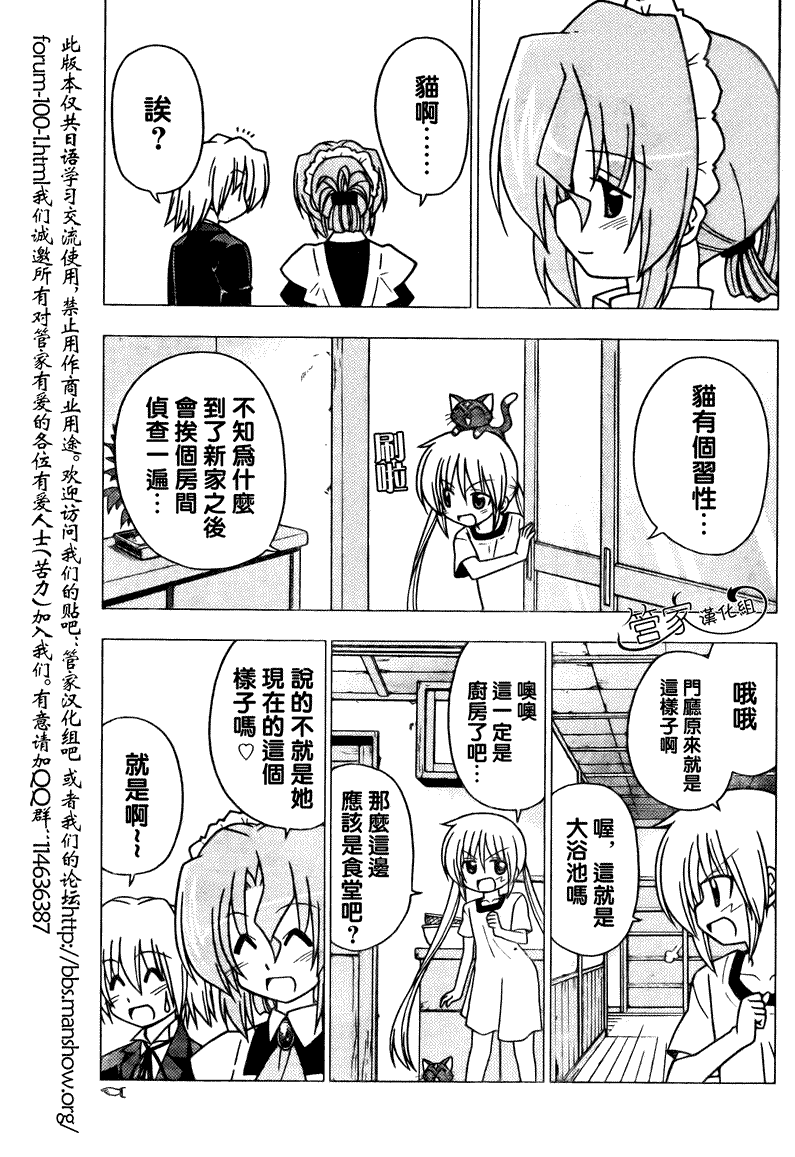 貓啊……
誒？
貓有個習性…
不知為什麼
到了新家之後
會挨個房間
偵查一遍…
刷啦
管家漢化組
哦哦
門廳原來就是
這樣子啊
喔，這就是
大浴池嗎
噢噢
這一定是
廚房了吧…
那麼這邊
應該是食堂吧？
說的不就是她
現在的這個
樣子嗎♡
就是啊~~
此版本仅共日语学习交流使用，禁止用作商业用途。欢迎访问我们的贴吧：管家汉化组吧 或者我们的论坛http://bbs.manshow.org/
forum-100-1.html我们诚邀所有对管家有爱的各位有爱人士(苦力)加入我们。有意请加QQ群：114636387